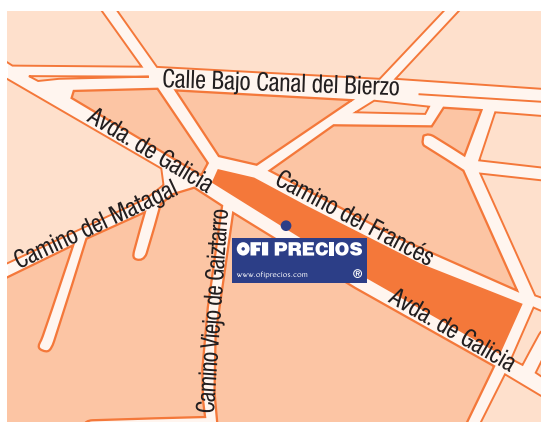 Calle Bajo Canal del Bierzo
Avda. de Galicia
Camino del Matagal
Camino del Francés
Camino Viejo de Gaiztarro
OFI PRECIOS
www.ofiprecios.com ®
Avda. de Galicia